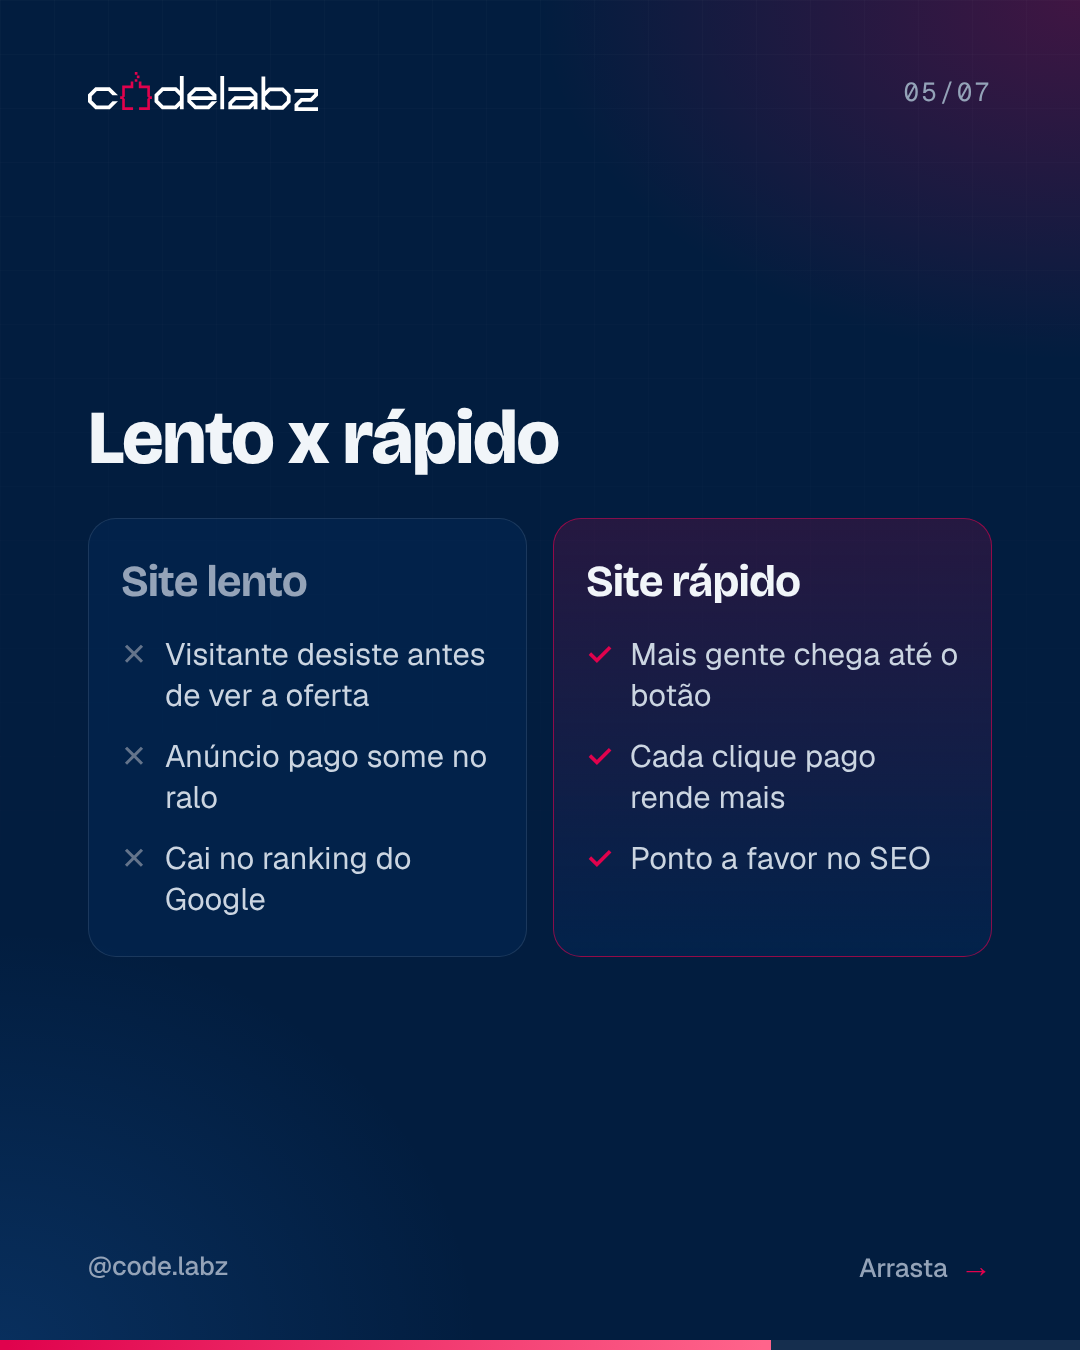 codelabz
05/07
Lento x rápido
Site lento
✕ Visitante desiste antes
de ver a oferta
✕ Anúncio pago some no
ralo
✕ Cai no ranking do
Google
Site rápido
✓ Mais gente chega até o
botão
✓ Cada clique pago
rende mais
✓ Ponto a favor no SEO
@code.labz
Arrasta →